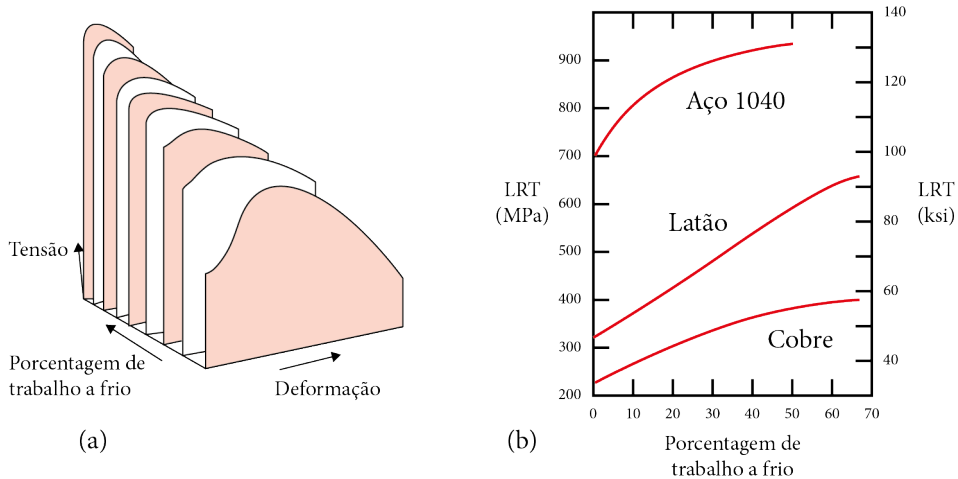 Tensão
Porcentagem de
trabalho a frio
Deformação
(a)
LRT
(MPa)
900
800
700
600
500
400
300
200
0
10
20
30
40
50
60
70
Porcentagem de
trabalho a frio
Aço 1040
Latão
Cobre
140
120
100
80
60
40
LRT
(ksi)
(b)